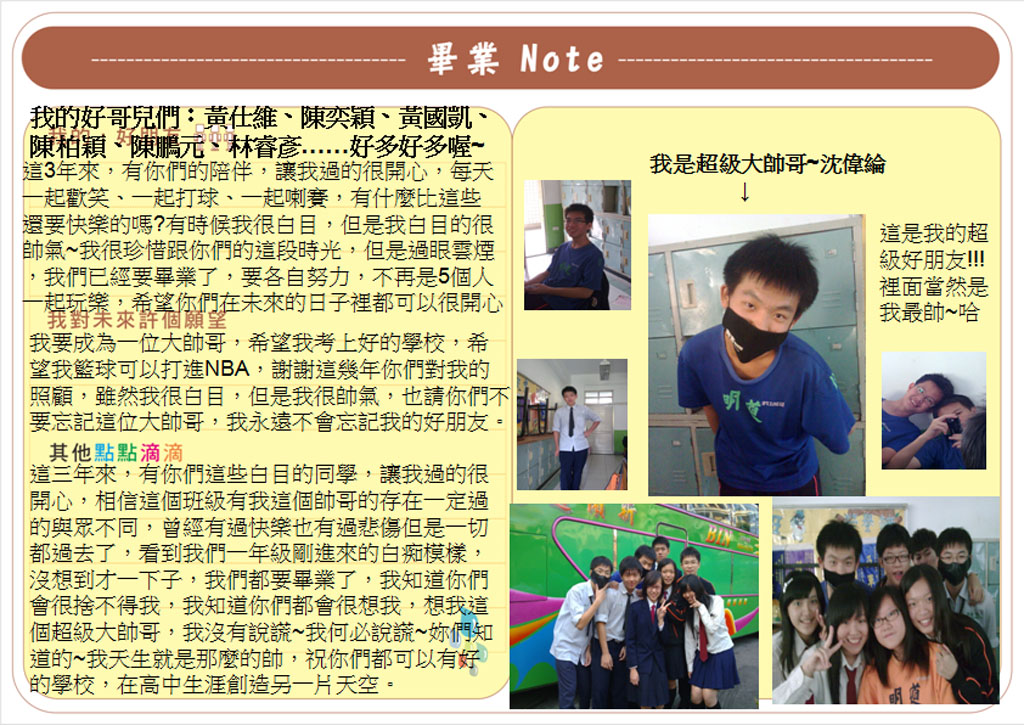 畢業 Note
我的好哥兒們：黃仕維、陳奕穎、黃國凱、
陳柏穎、陳鵬元、林睿彥……好多好多喔~
這3年來，有你們的陪伴，讓我過的很開心，每天
一起歡笑、一起打球、一起喇賽，有什麼比這些
還要快樂的嗎?有時候我很白目，但是我白目的很
帥氣~我很珍惜跟你們的這段時光，但是過眼雲煙
，我們已經要畢業了，要各自努力，不再是5個人
一起玩樂，希望你們在未來的日子裡都可以很開心
我對未來許個願望
我要成為一位大帥哥，希望我考上好的學校，希
望我籃球可以打進NBA，謝謝這幾年你們對我的
照顧，雖然我很白目，但是我很帥氣，也請你們不
要忘記這位大帥哥，我永遠不會忘記我的好朋友。
其他點點滴滴
這三年來，有你們這些白目的同學，讓我過的很
開心，相信這個班級有我這個帥哥的存在一定過
的與眾不同，曾經有過快樂也有過悲傷但是一切
都過去了，看到我們一年級剛進來的白痴模樣，
沒想到才一下子，我們都要畢業了，我知道你們
會很捨不得我，我知道你們都會很想我，想我這
個超級大帥哥，我沒有說謊~我何必說謊~妳們知
道的~我天生就是那麼的帥，祝你們都可以有好
的學校，在高中生涯創造另一片天空。
我是超級大帥哥~沈偉綸
↓
這是我的超
級好朋友!!!
裡面當然是
我最帥~哈
明